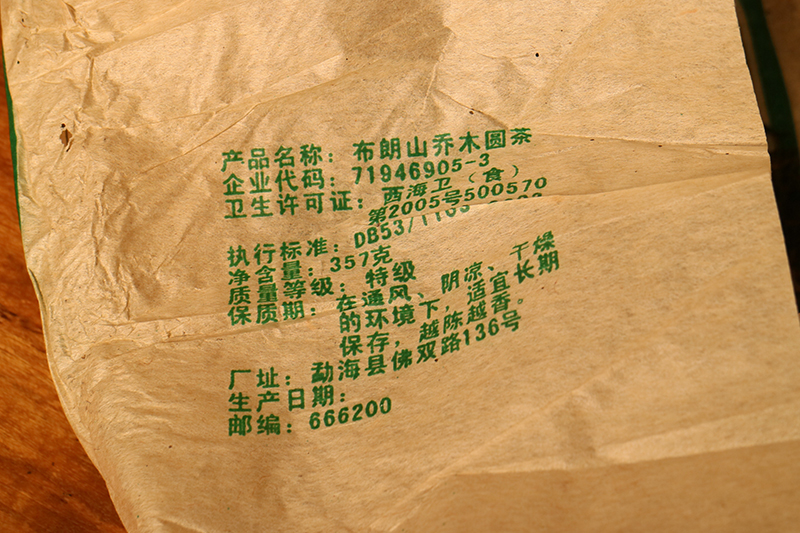 产品名称：布朗山乔木圆茶
企业代码：71946905-3
卫生许可证：西海卫（食）
第2005号500570
执行标准：DB53/
净含量：357克
质量等级：特级
保质期：在通风、阴凉、干燥
的环境下，适宜长期
保存，越陈越香。
厂址：勐海县佛双路136号
生产日期：
邮编：666200